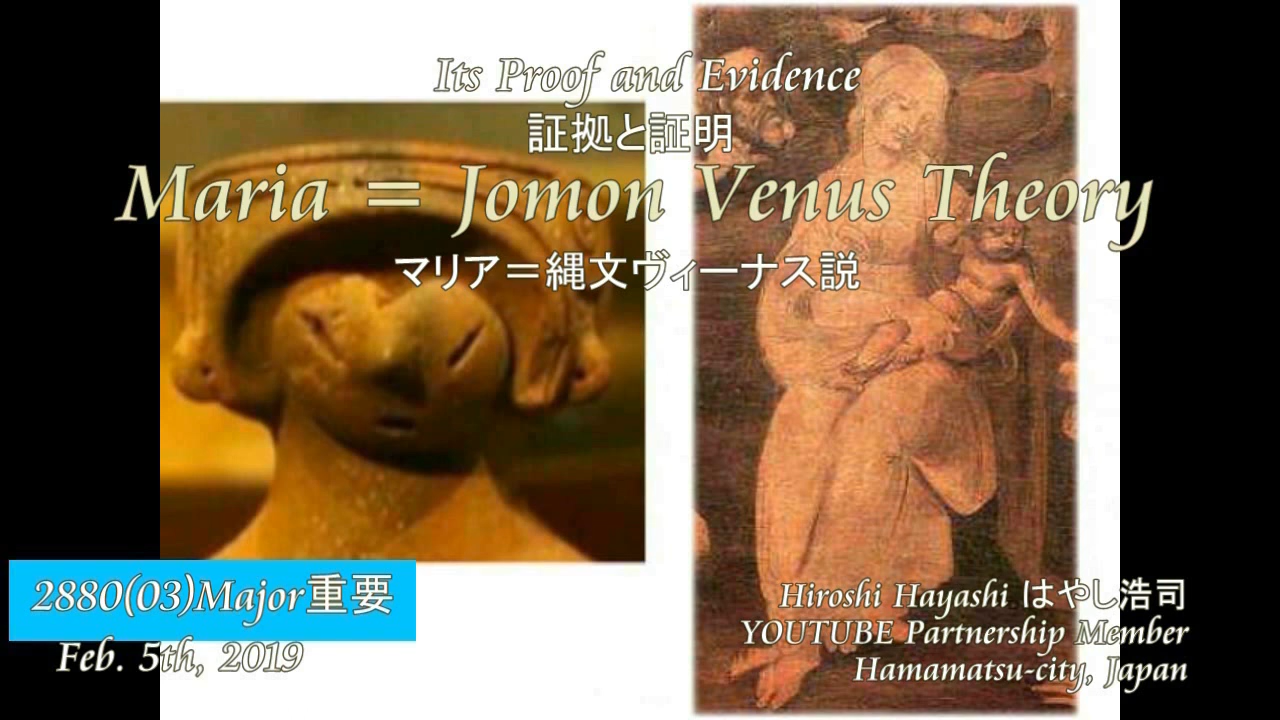 Its Proof and Evidence
証拠と証明
Maria = Jomon Venus Theory
マリア＝縄文ヴィーナス説
2880(03)Major重要
Feb. 5th, 2019
Hiroshi Hayashi はやし浩司
YOUTUBE Partnership Member
Hamamatsu-city, Japan